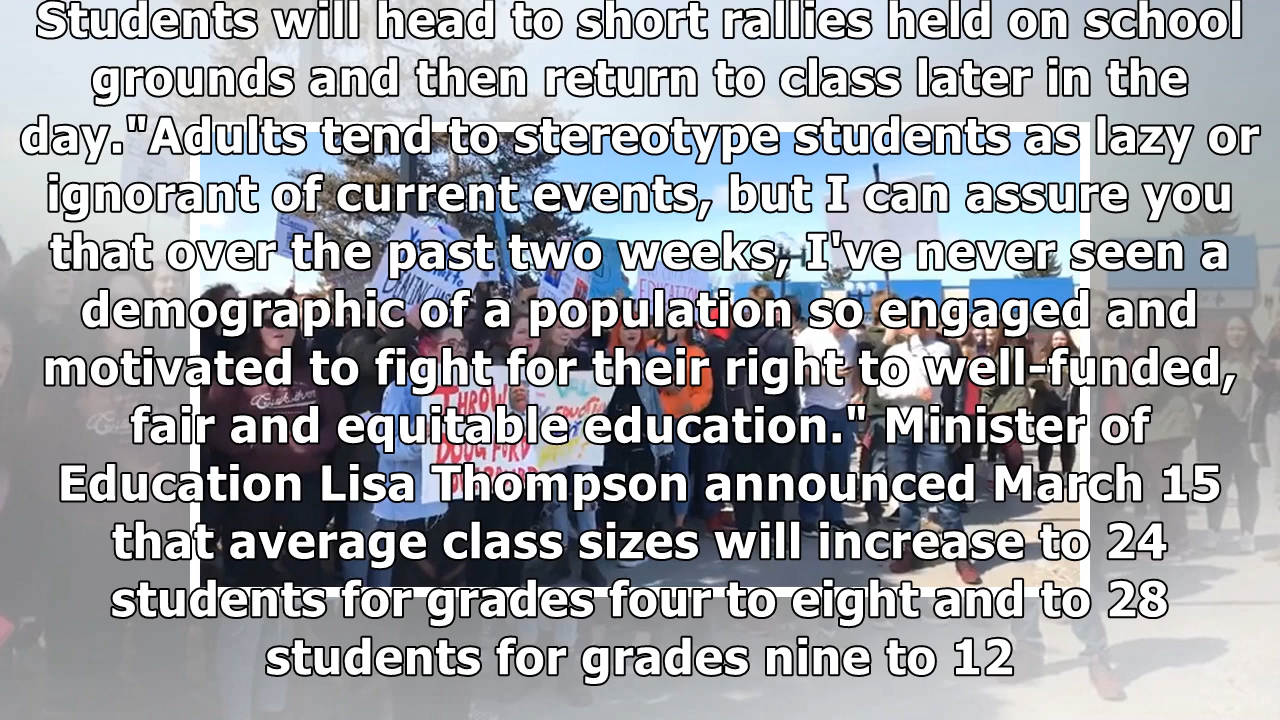 Students will head to short rallies held on school
grounds and then return to class later in the
day."Adults tend to stereotype students as lazy or
ignorant of current events, but I can assure you
that over the past two weeks, I've never seen a
demographic of a population so engaged and
motivated to fight for their right to well-funded,
fair and equitable education." Minister of
Education Lisa Thompson announced March 15
that average class sizes will increase to 24
students for grades four to eight and to 28
students for grades nine to 12
EDUCATION
THROW
DOUG FORD